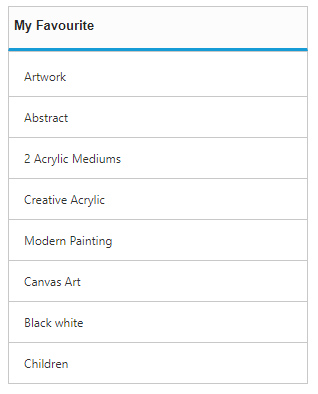 My Favourite
Artwork
Abstract
2 Acrylic Mediums
Creative Acrylic
Modern Painting
Canvas Art
Black white
Children